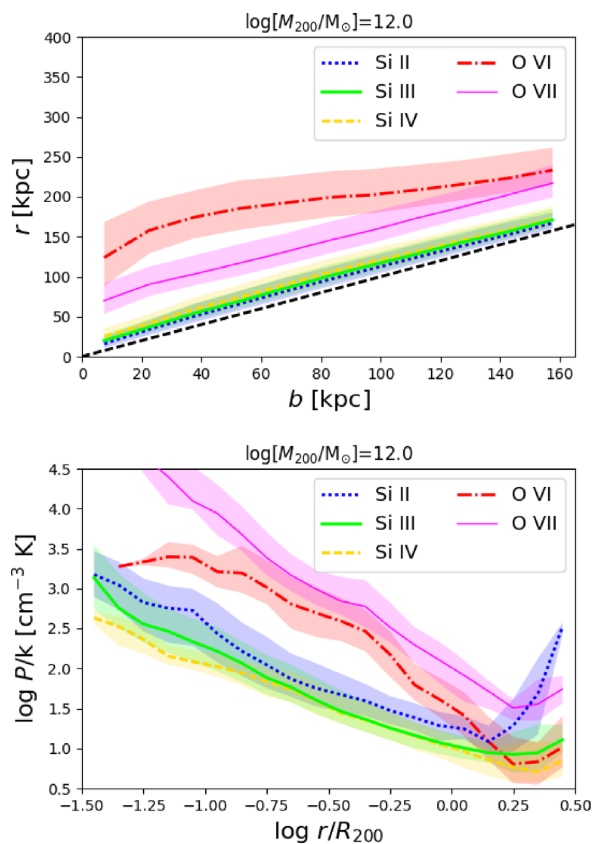 log[M₂₀₀/M⊙]=12.0
Si II
Si III
Si IV
O VI
O VII
400
350
300
250
200
150
100
50
0
r [kpc]
0 20 40 60 80 100 120 140 160
b [kpc]
log[M₂₀₀/M⊙]=12.0
Si II
Si III
Si IV
O VI
O VII
4.5
4.0
3.5
3.0
2.5
2.0
1.5
1.0
0.5
log P/k [cm⁻³ K]
−1.50 −1.25 −1.00 −0.75 −0.50 −0.25 0.00 0.25 0.50
log r/R₂₀₀